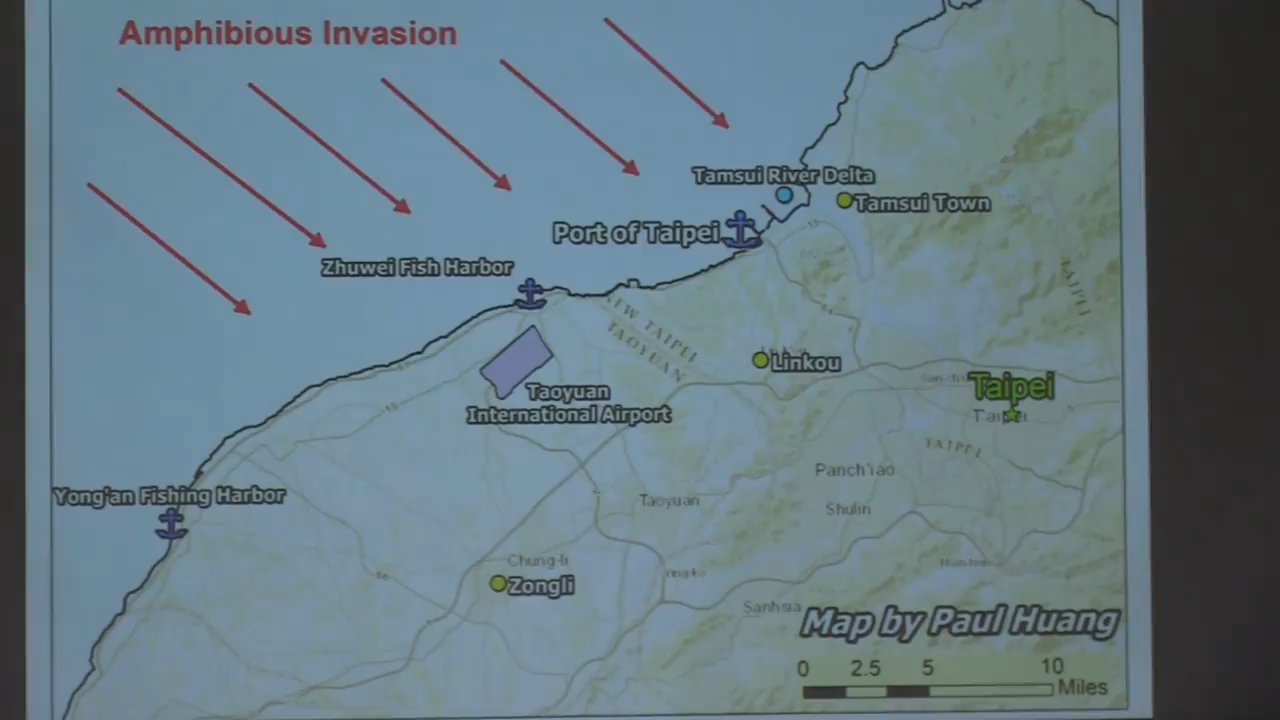 Amphibious Invasion
Tamsui River Delta
Tamsui Town
Port of Taipei
Zhuwei Fish Harbor
NEW TAIPEI
TAOYUAN
TAIPEI
Linkou
Taipei
Taoyuan
International Airport
TAIPEI
Panch'iao
Yong'an Fishing Harbor
Taoyuan
Shulin
Chung-li
Zongli
Sanhsia
Map by Paul Huang
0 2.5 5 10
Miles